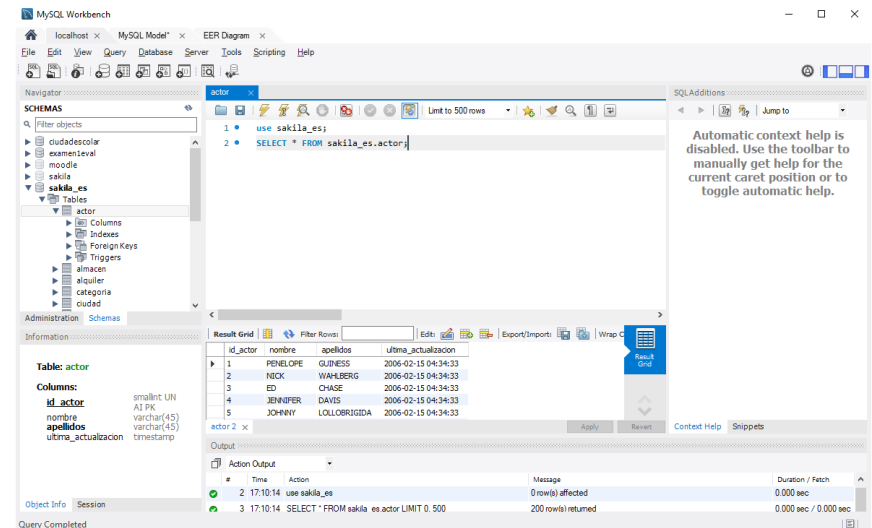 MySQL Workbench
localhost × MySQL Model* × EER Diagram ×
File Edit View Query Database Server Tools Scripting Help
Navigator
SCHEMAS
Filter objects
ciudadescolar
examen1eval
moodle
sakila
sakila_es
Tables
actor
Columns
Indexes
Foreign Keys
Triggers
almacen
alquiler
categoria
ciudad
Administration Schemas
Information
Table: actor
Columns:
id_actor smallint UN AI PK
nombre varchar(45)
apellidos varchar(45)
ultima_actualizacion timestamp
Object Info Session
Query Completed
actor ×
Limit to 500 rows
1 use sakila_es;
2 SELECT * FROM sakila_es.actor;
Result Grid Filter Rows: Edit: Export/Import: Wrap C
id_actor nombre apellidos ultima_actualizacion
1 PENELOPE GUINESS 2006-02-15 04:34:33
2 NICK WAHLBERG 2006-02-15 04:34:33
3 ED CHASE 2006-02-15 04:34:33
4 JENNIFER DAVIS 2006-02-15 04:34:33
5 JOHNNY LOLLOBRIGIDA 2006-02-15 04:34:33
Result
Grid
actor 2 × Apply Revert
Output
Action Output
# Time Action Message Duration / Fetch
2 17:10:14 use sakila_es 0 row(s) affected 0.000 sec
3 17:10:14 SELECT * FROM sakila_es.actor LIMIT 0, 500 200 row(s) returned 0.000 sec / 0.000 sec
SQLAdditions
Jump to
Automatic context help is
disabled. Use the toolbar to
manually get help for the
current caret position or to
toggle automatic help.
Context Help Snippets